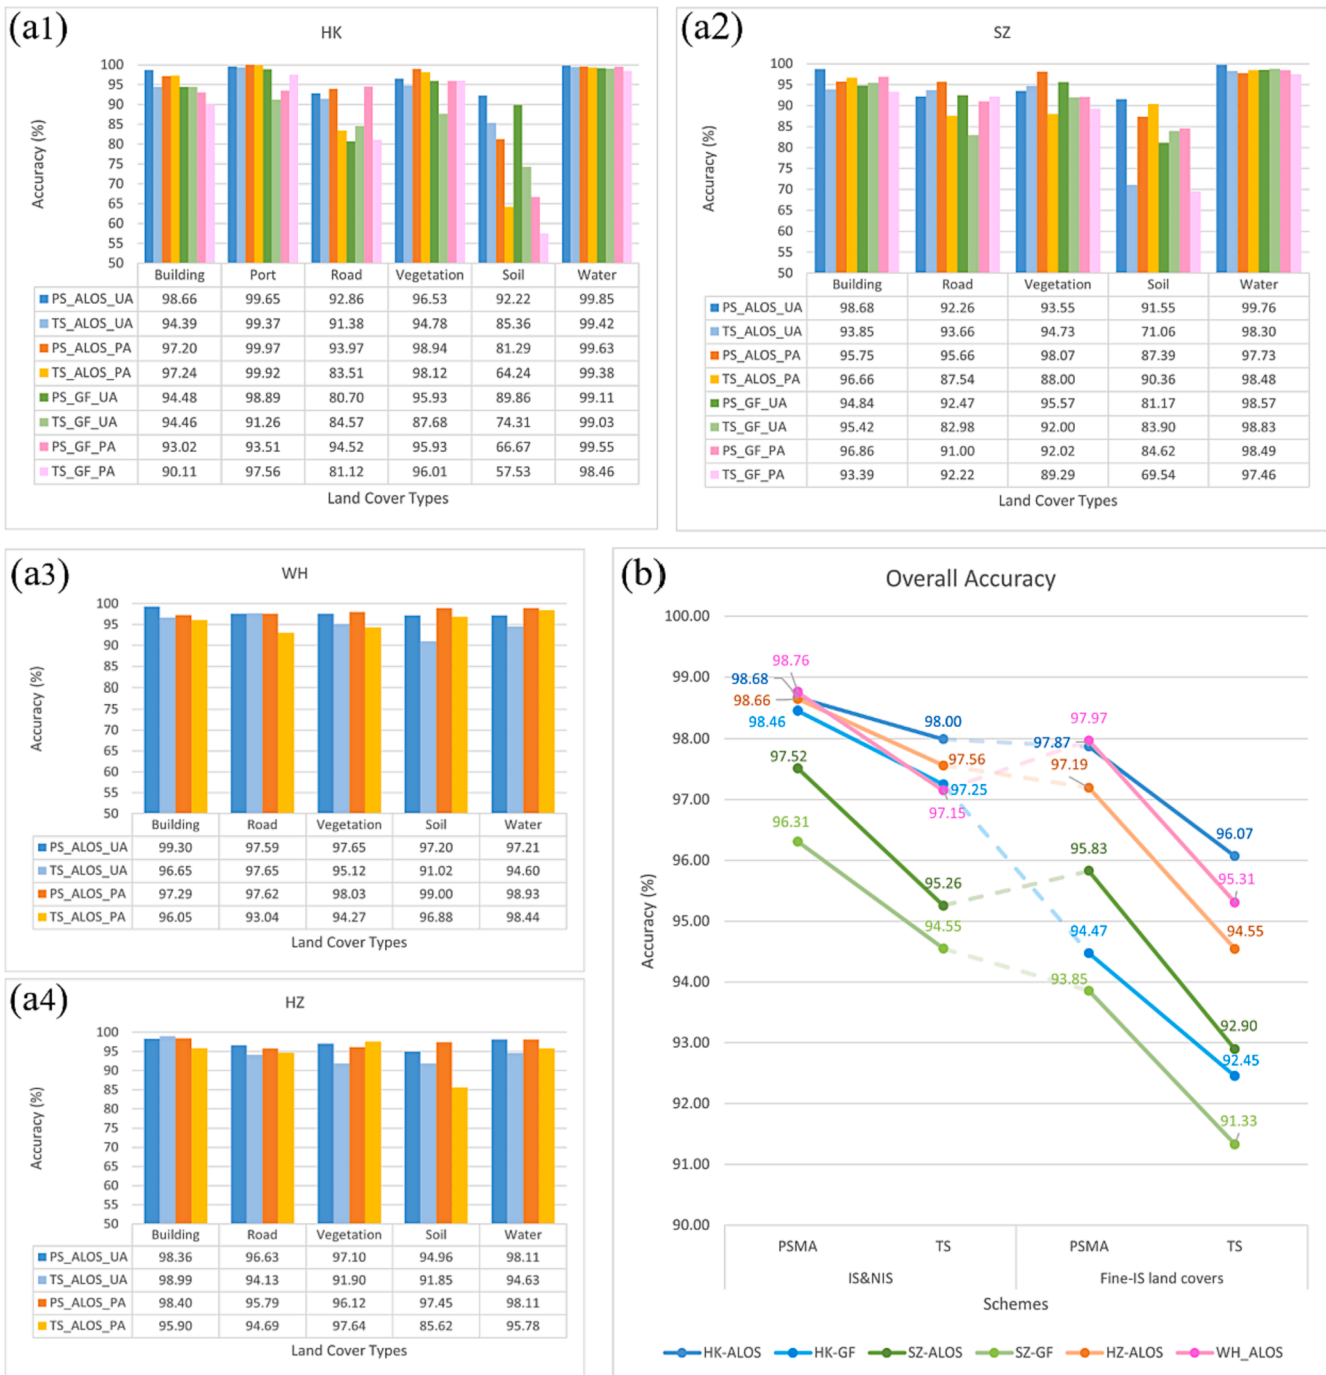 (a1)
HK
Accuracy (%)
100
95
90
85
80
75
70
65
60
55
50
Building Port Road Vegetation Soil Water
PS_ALOS_UA 98.66 99.65 92.86 96.53 92.22 99.85
TS_ALOS_UA 94.39 99.37 91.38 94.78 85.36 99.42
PS_ALOS_PA 97.20 99.97 93.97 98.94 81.29 99.63
TS_ALOS_PA 97.24 99.92 83.51 98.12 64.24 99.38
PS_GF_UA 94.48 98.89 80.70 95.93 89.86 99.11
TS_GF_UA 94.46 91.26 84.57 87.68 74.31 99.03
PS_GF_PA 93.02 93.51 94.52 95.93 66.67 99.55
TS_GF_PA 90.11 97.56 81.12 96.01 57.53 98.46
Land Cover Types
(a2)
SZ
Accuracy (%)
100
95
90
85
80
75
70
65
60
55
50
Building Road Vegetation Soil Water
PS_ALOS_UA 98.68 92.26 93.55 91.55 99.76
TS_ALOS_UA 93.85 93.66 94.73 71.06 98.30
PS_ALOS_PA 95.75 95.66 98.07 87.39 97.73
TS_ALOS_PA 96.66 87.54 88.00 90.36 98.48
PS_GF_UA 94.84 92.47 95.57 81.17 98.57
TS_GF_UA 95.42 82.98 92.00 83.90 98.83
PS_GF_PA 96.86 91.00 92.02 84.62 98.49
TS_GF_PA 93.39 92.22 89.29 69.54 97.46
Land Cover Types
(a3)
WH
Accuracy (%)
100
95
90
85
80
75
70
65
60
55
50
Building Road Vegetation Soil Water
PS_ALOS_UA 99.30 97.59 97.65 97.20 97.21
TS_ALOS_UA 96.65 97.65 95.12 91.02 94.60
PS_ALOS_PA 97.29 97.62 98.03 99.00 98.93
TS_ALOS_PA 96.05 93.04 94.27 96.88 98.44
Land Cover Types
(a4)
HZ
Accuracy (%)
100
95
90
85
80
75
70
65
60
55
50
Building Road Vegetation Soil Water
PS_ALOS_UA 98.36 96.63 97.10 94.96 98.11
TS_ALOS_UA 98.99 94.13 91.90 91.85 94.63
PS_ALOS_PA 98.40 95.79 96.12 97.45 98.11
TS_ALOS_PA 95.90 94.69 97.64 85.62 95.78
Land Cover Types
(b)
Overall Accuracy
Accuracy (%)
100.00
99.00
98.00
97.00
96.00
95.00
94.00
93.00
92.00
91.00
90.00
98.76
98.68
98.66
98.46
97.52
96.31
98.00
97.56
97.25
97.15
95.26
94.55
97.97
97.87
97.19
95.83
94.47
93.85
96.07
95.31
94.55
92.90
92.45
91.33
PSMA TS PSMA TS
IS&NIS Fine-IS land covers
Schemes
HK-ALOS HK-GF SZ-ALOS SZ-GF HZ-ALOS WH_ALOS